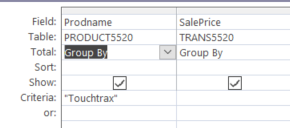 Field: Prodname SalePrice
Table: PRODUCT5520 TRANS5520
Total: Group By Group By
Sort:
Show:
Criteria: "Touchtrax"
or: